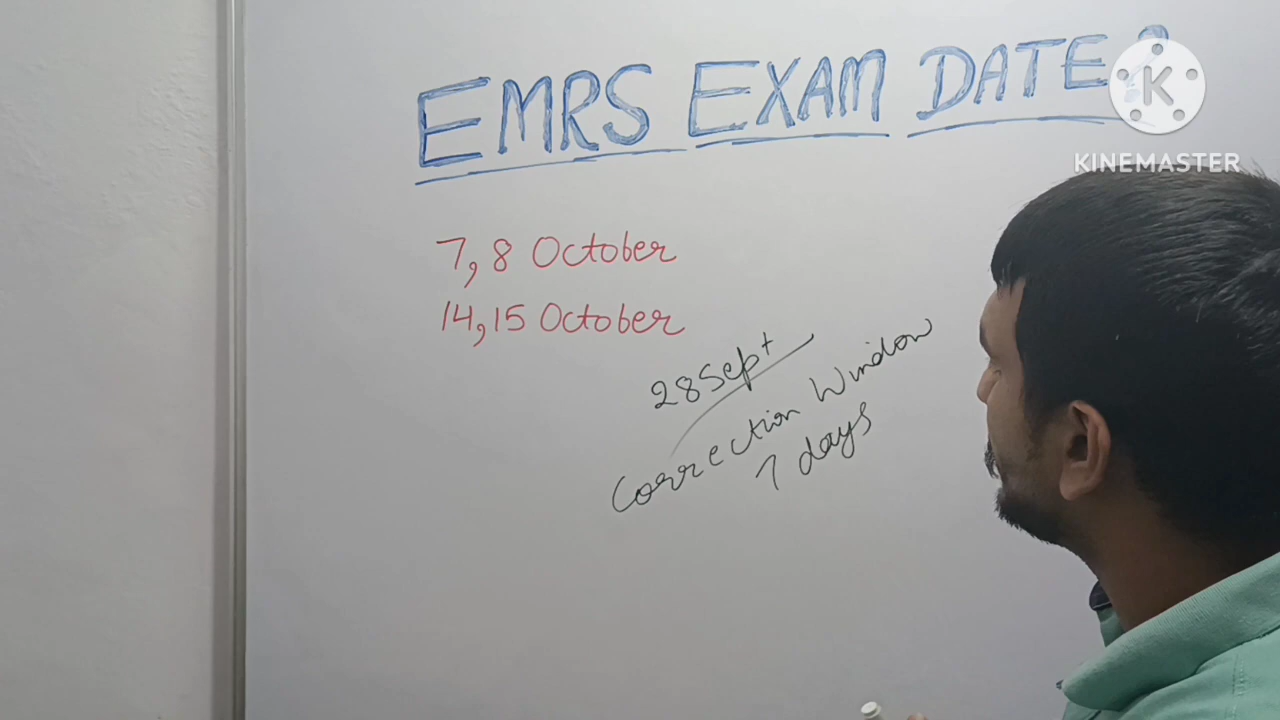 EMRS EXAM DATE ?
K
KINEMASTER
7, 8 October
14, 15 October
28 Sept
Correction Window
7 days